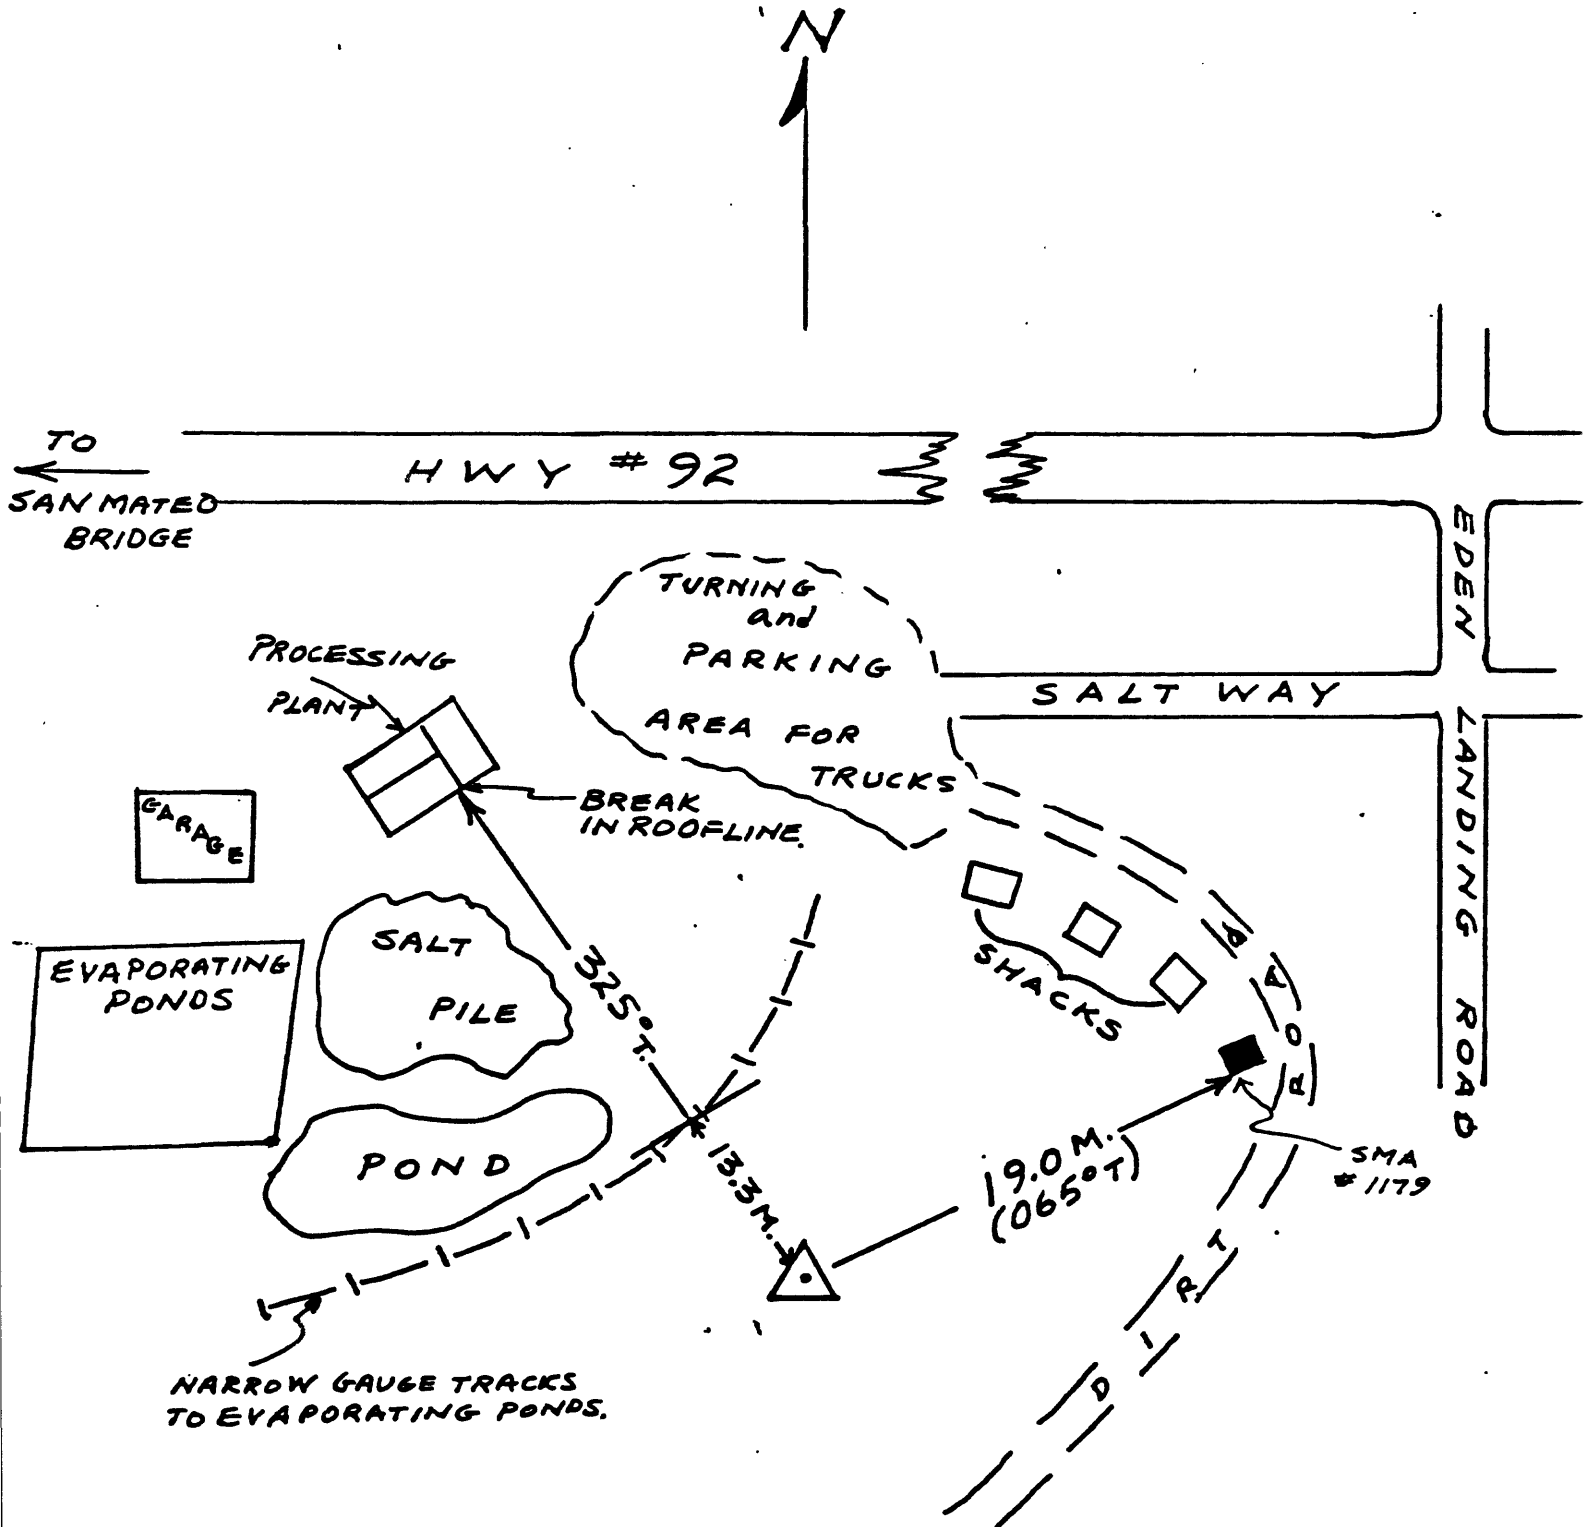 N
TO
SAN MATEO
BRIDGE
HWY #92
EDEN LANDING ROAD
TURNING
and
PARKING
AREA FOR
TRUCKS
SALT WAY
PROCESSING
PLANT
BREAK
IN ROOFLINE.
GARAGE
EVAPORATING
PONDS
SALT
PILE
325° T.
SHACKS
DIRT ROAD
POND
13.3 M.
19.0 M.
(065° T)
SMA
#1179
NARROW GAUGE TRACKS
TO EVAPORATING PONDS.